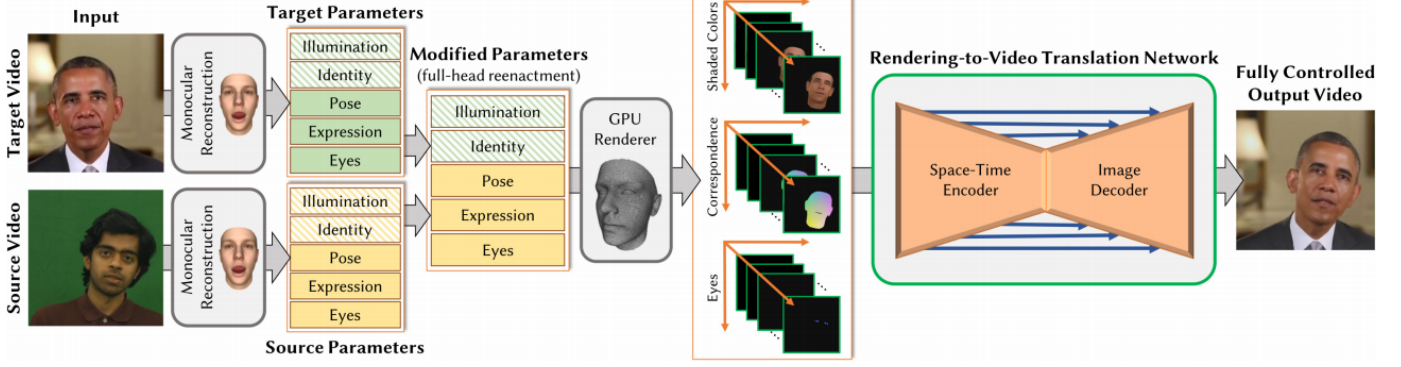 Input
Target Video
Monocular
Reconstruction
Target Parameters
Illumination
Identity
Pose
Expression
Eyes
Source Video
Monocular
Reconstruction
Illumination
Identity
Pose
Expression
Eyes
Source Parameters
Modified Parameters
(full-head reenactment)
Illumination
Identity
Pose
Expression
Eyes
GPU
Renderer
Shaded Colors
Correspondence
Eyes
Rendering-to-Video Translation Network
Space-Time
Encoder
Image
Decoder
Fully Controlled
Output Video